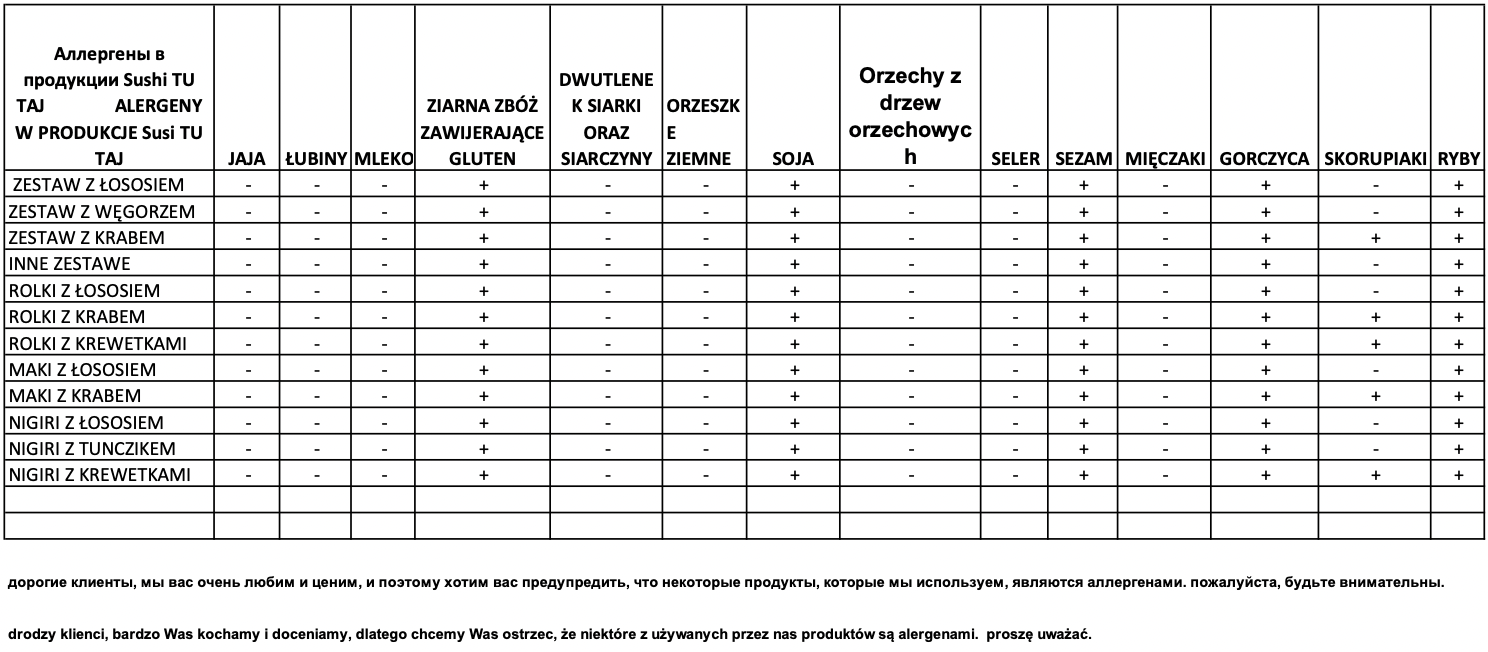 Аллергены в
продукции Sushi TU
TAJ ALERGENY
W PRODUKCJE Susi TU
TAJ
JAJA
ŁUBINY
MLEKO
ZIARNA ZBÓŻ
ZAWIJERAJĄCE
GLUTEN
DWUTLENE
K SIARKI
ORAZ
SIARCZYNY
ORZESZK
E
ZIEMNE
SOJA
Orzechy z
drzew
orzechowyc
h
SELER
SEZAM
MIĘCZAKI
GORCZYCA
SKORUPIAKI
RYBY
ZESTAW Z ŁOSOSIEM - - - + - - + - - + - + - +
ZESTAW Z WĘGORZEM - - - + - - + - - + - + - +
ZESTAW Z KRABEM - - - + - - + - - + - + + +
INNE ZESTAWE - - - + - - + - - + - + - +
ROLKI Z ŁOSOSIEM - - - + - - + - - + - + - +
ROLKI Z KRABEM - - - + - - + - - + - + + +
ROLKI Z KREWETKAMI - - - + - - + - - + - + + +
MAKI Z ŁOSOSIEM - - - + - - + - - + - + - +
MAKI Z KRABEM - - - + - - + - - + - + + +
NIGIRI Z ŁOSOSIEM - - - + - - + - - + - + - +
NIGIRI Z TUNCZIKEM - - - + - - + - - + - + - +
NIGIRI Z KREWETKAMI - - - + - - + - - + - + + +
дорогие клиенты, мы вас очень любим и ценим, и поэтому хотим вас предупредить, что некоторые продукты, которые мы используем, являются аллергенами. пожалуйста, будьте внимательны.
drodzy klienci, bardzo Was kochamy i doceniamy, dlatego chcemy Was ostrzec, że niektóre z używanych przez nas produktów są alergenami. proszę uważać.